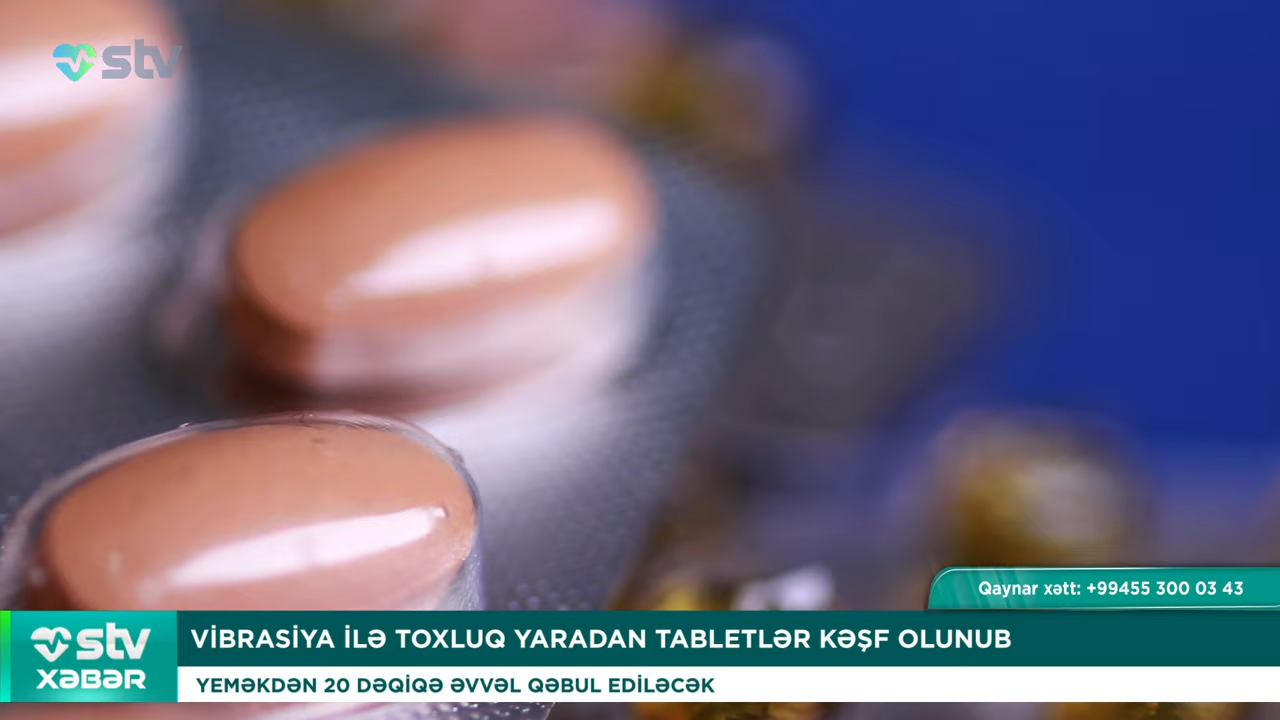 stv
Qaynar xətt: +99455 300 03 43
stv
XƏBƏR
VİBRASİYA İLƏ TOXLUQ YARADAN TABLETLƏR KƏŞF OLUNUB
YEMƏKDƏN 20 DƏQİQƏ ƏVVƏL QƏBUL EDİLƏCƏK